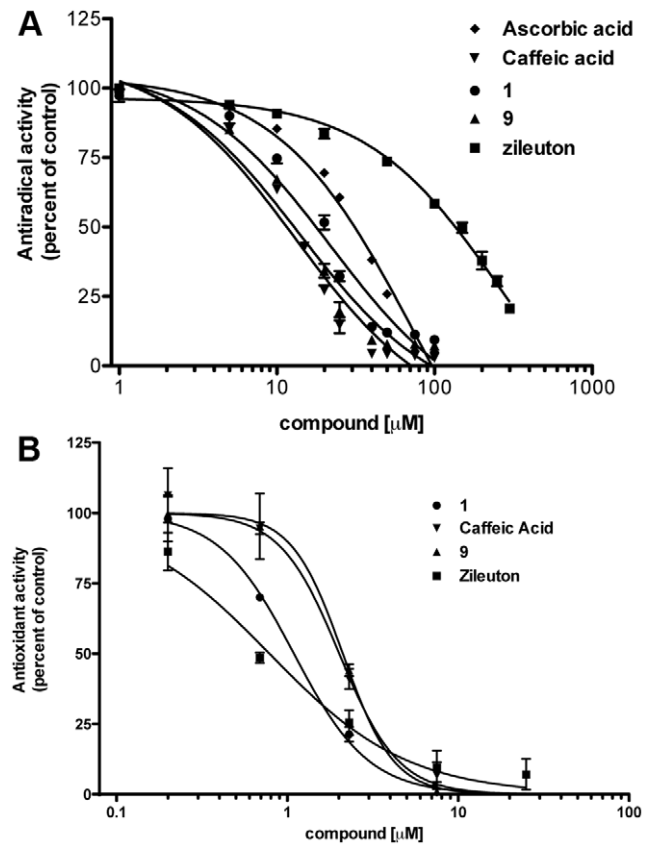 A
Antiradical activity
(percent of control)
125
100
75
50
25
0
1
10
100
1000
compound [μM]
Ascorbic acid
Caffeic acid
1
9
zileuton
B
Antioxidant activity
(percent of control)
125
100
75
50
25
0
0.1
1
10
100
compound [μM]
1
Caffeic Acid
9
Zileuton